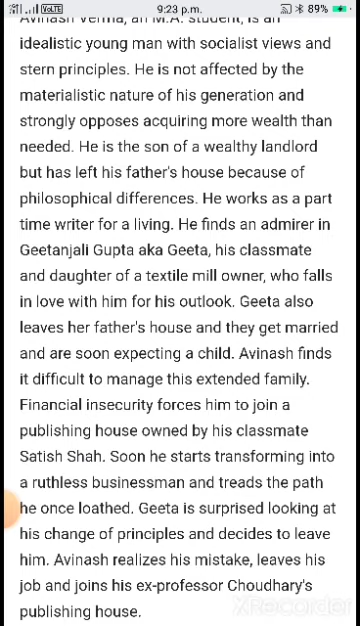 VoLTE 9:23 p.m. 89%
Avinash Verma, an M.A. student, is an
idealistic young man with socialist views and
stern principles. He is not affected by the
materialistic nature of his generation and
strongly opposes acquiring more wealth than
needed. He is the son of a wealthy landlord
but has left his father's house because of
philosophical differences. He works as a part
time writer for a living. He finds an admirer in
Geetanjali Gupta aka Geeta, his classmate
and daughter of a textile mill owner, who falls
in love with him for his outlook. Geeta also
leaves her father's house and they get married
and are soon expecting a child. Avinash finds
it difficult to manage this extended family.
Financial insecurity forces him to join a
publishing house owned by his classmate
Satish Shah. Soon he starts transforming into
a ruthless businessman and treads the path
he once loathed. Geeta is surprised looking at
his change of principles and decides to leave
him. Avinash realizes his mistake, leaves his
job and joins his ex-professor Choudhary's
publishing house.
XRecorder